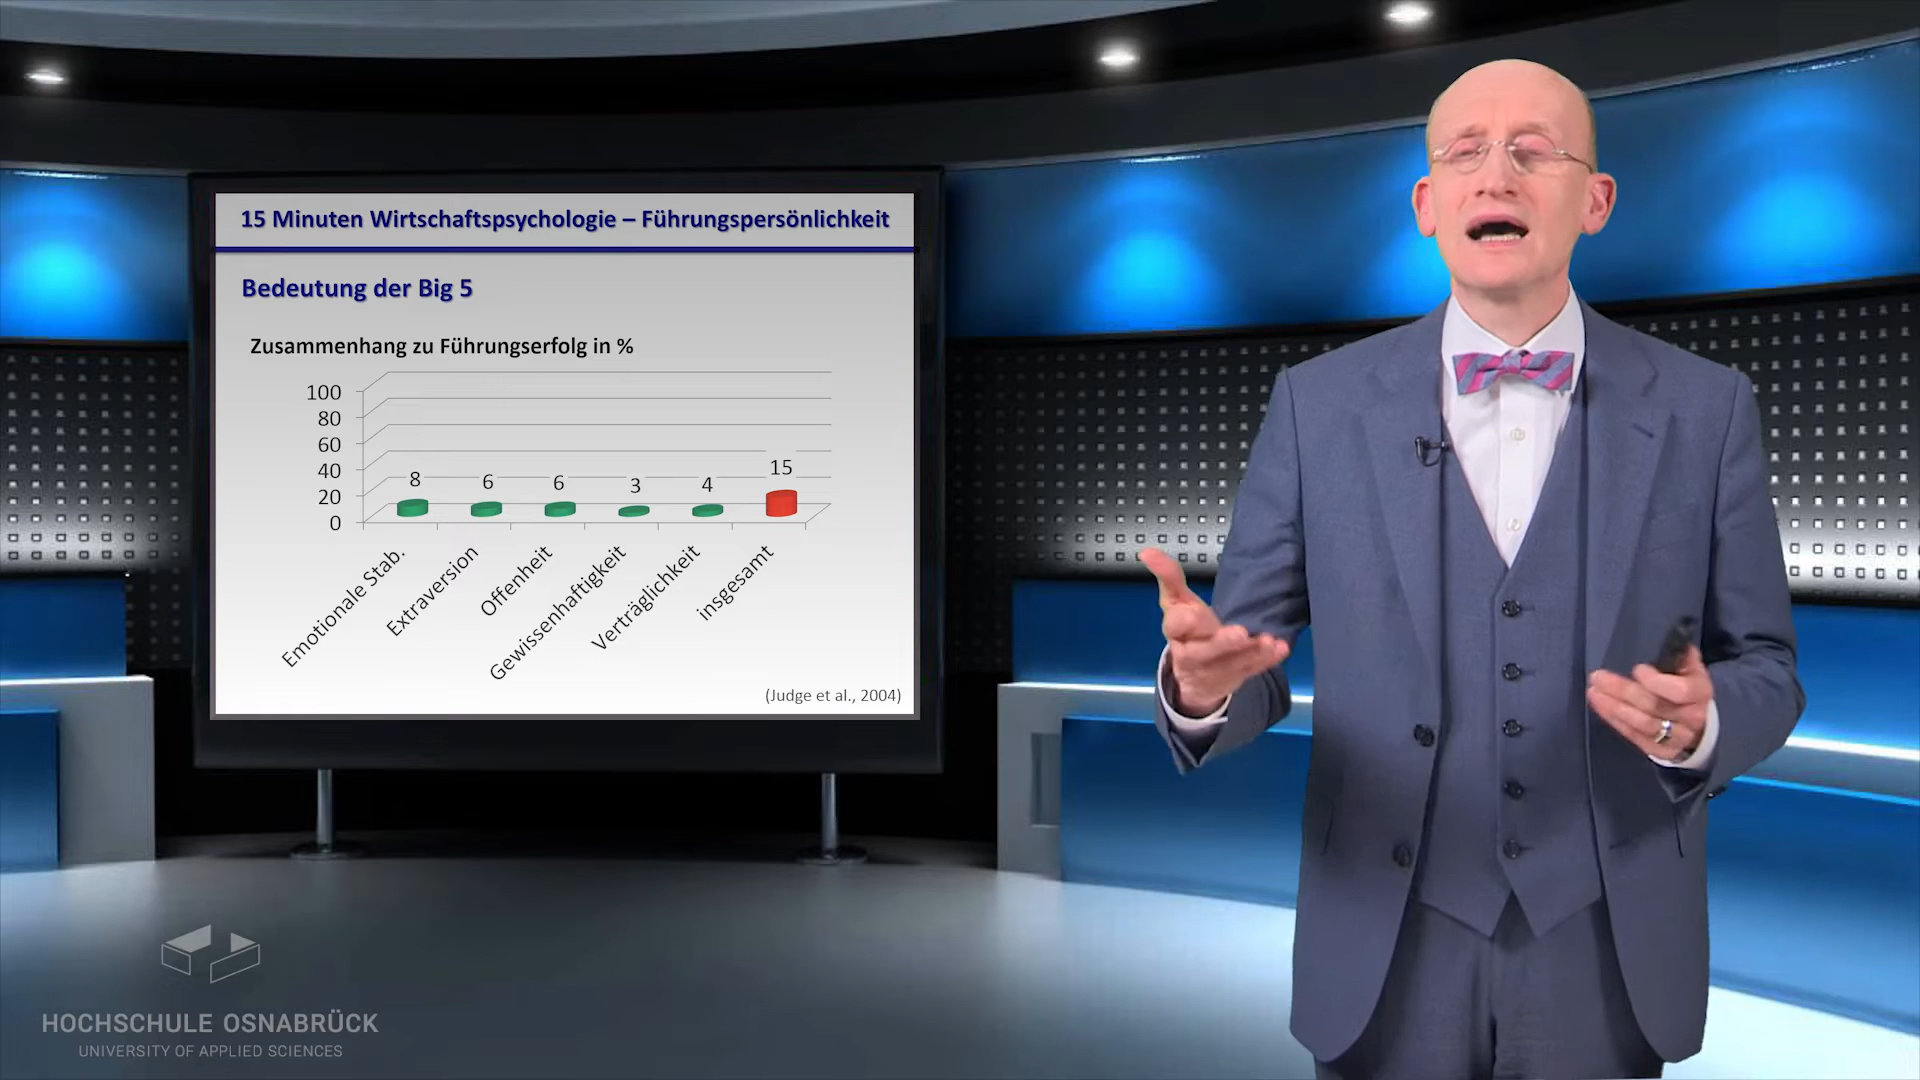 15 Minuten Wirtschaftspsychologie – Führungspersönlichkeit
Bedeutung der Big 5
Zusammenhang zu Führungserfolg in %
100
80
60
40
20
0
8
6
6
3
4
15
Emotionale Stab.
Extraversion
Offenheit
Gewissenhaftigkeit
Verträglichkeit
insgesamt
(Judge et al., 2004)
HOCHSCHULE OSNABRÜCK
UNIVERSITY OF APPLIED SCIENCES